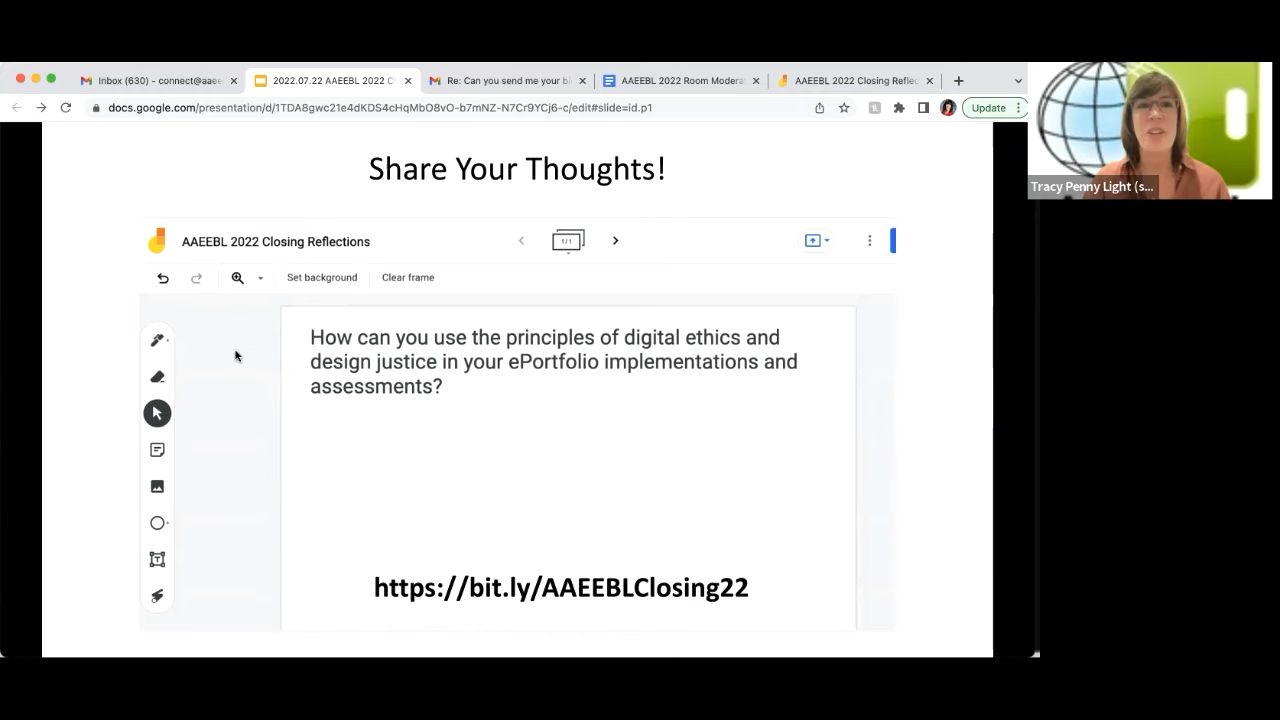 Inbox (630) - connect@aaee
2022.07.22 AAEEBL 2022 C
Re: Can you send me your bi
AAEEBL 2022 Room Modera
AAEEBL 2022 Closing Reflec
docs.google.com/presentation/d/1TDA8gwc21e4dKDS4cHqMbO8vO-b7mNZ-N7Cr9YCj6-c/edit#slide=id.p1
Update
Tracy Penny Light (s...
Share Your Thoughts!
AAEEBL 2022 Closing Reflections
1/1
Set background
Clear frame
How can you use the principles of digital ethics and
design justice in your ePortfolio implementations and
assessments?
https://bit.ly/AAEEBLClosing22